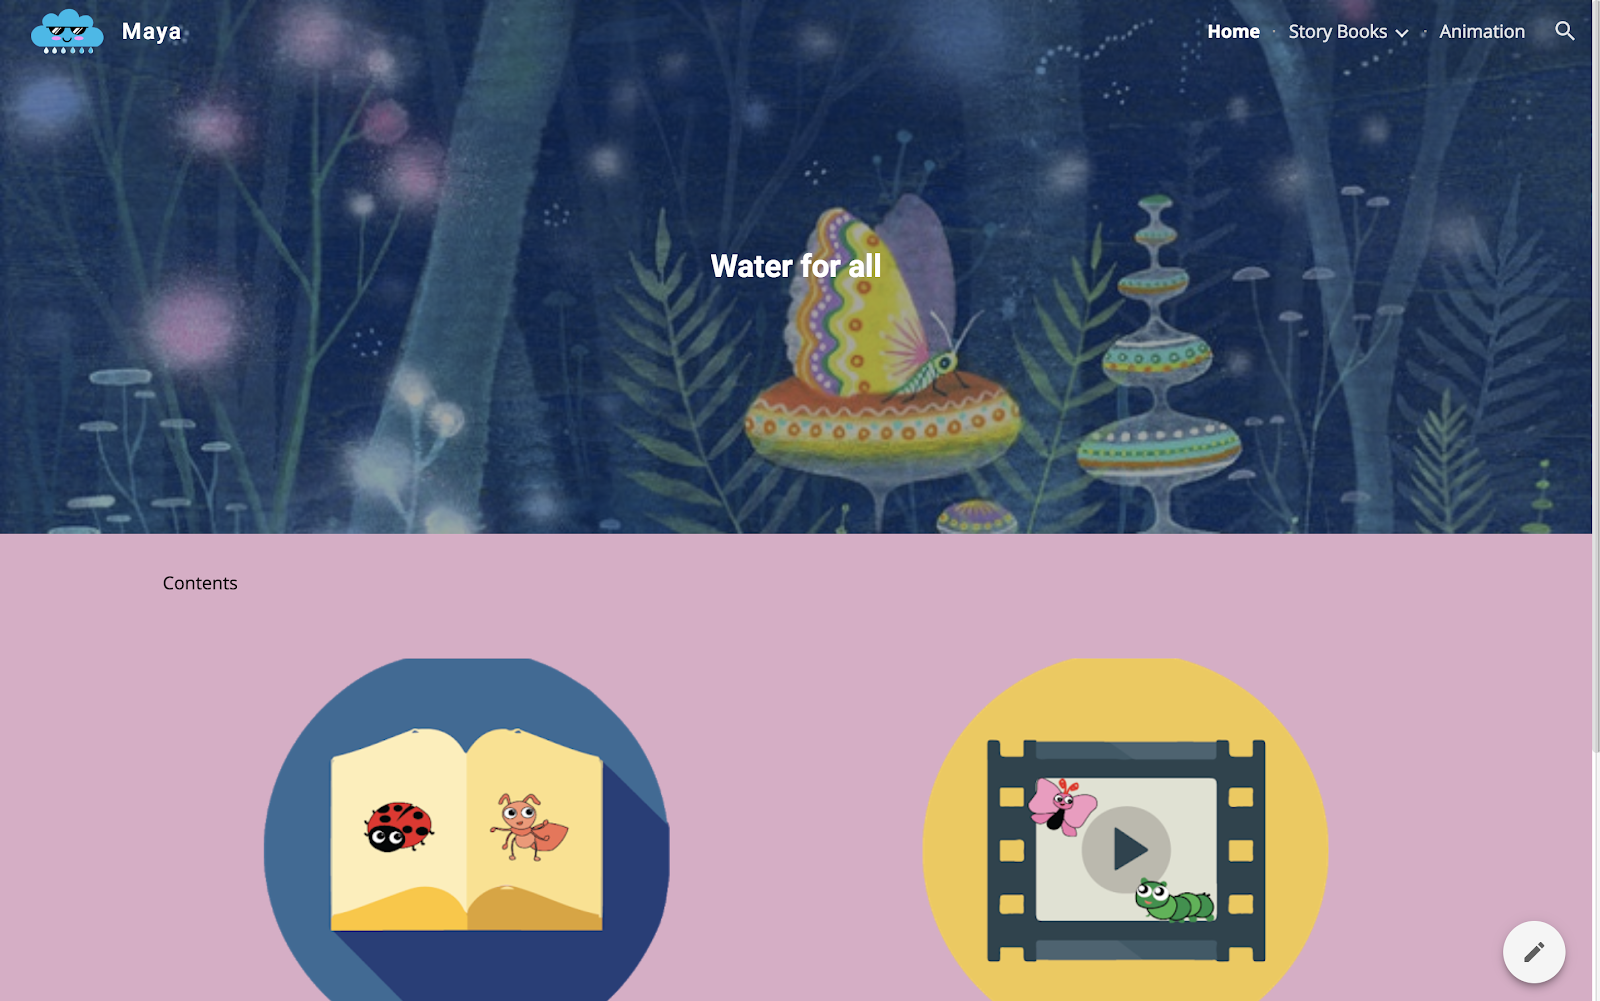 Maya
Home · Story Books · Animation
Water for all
Contents